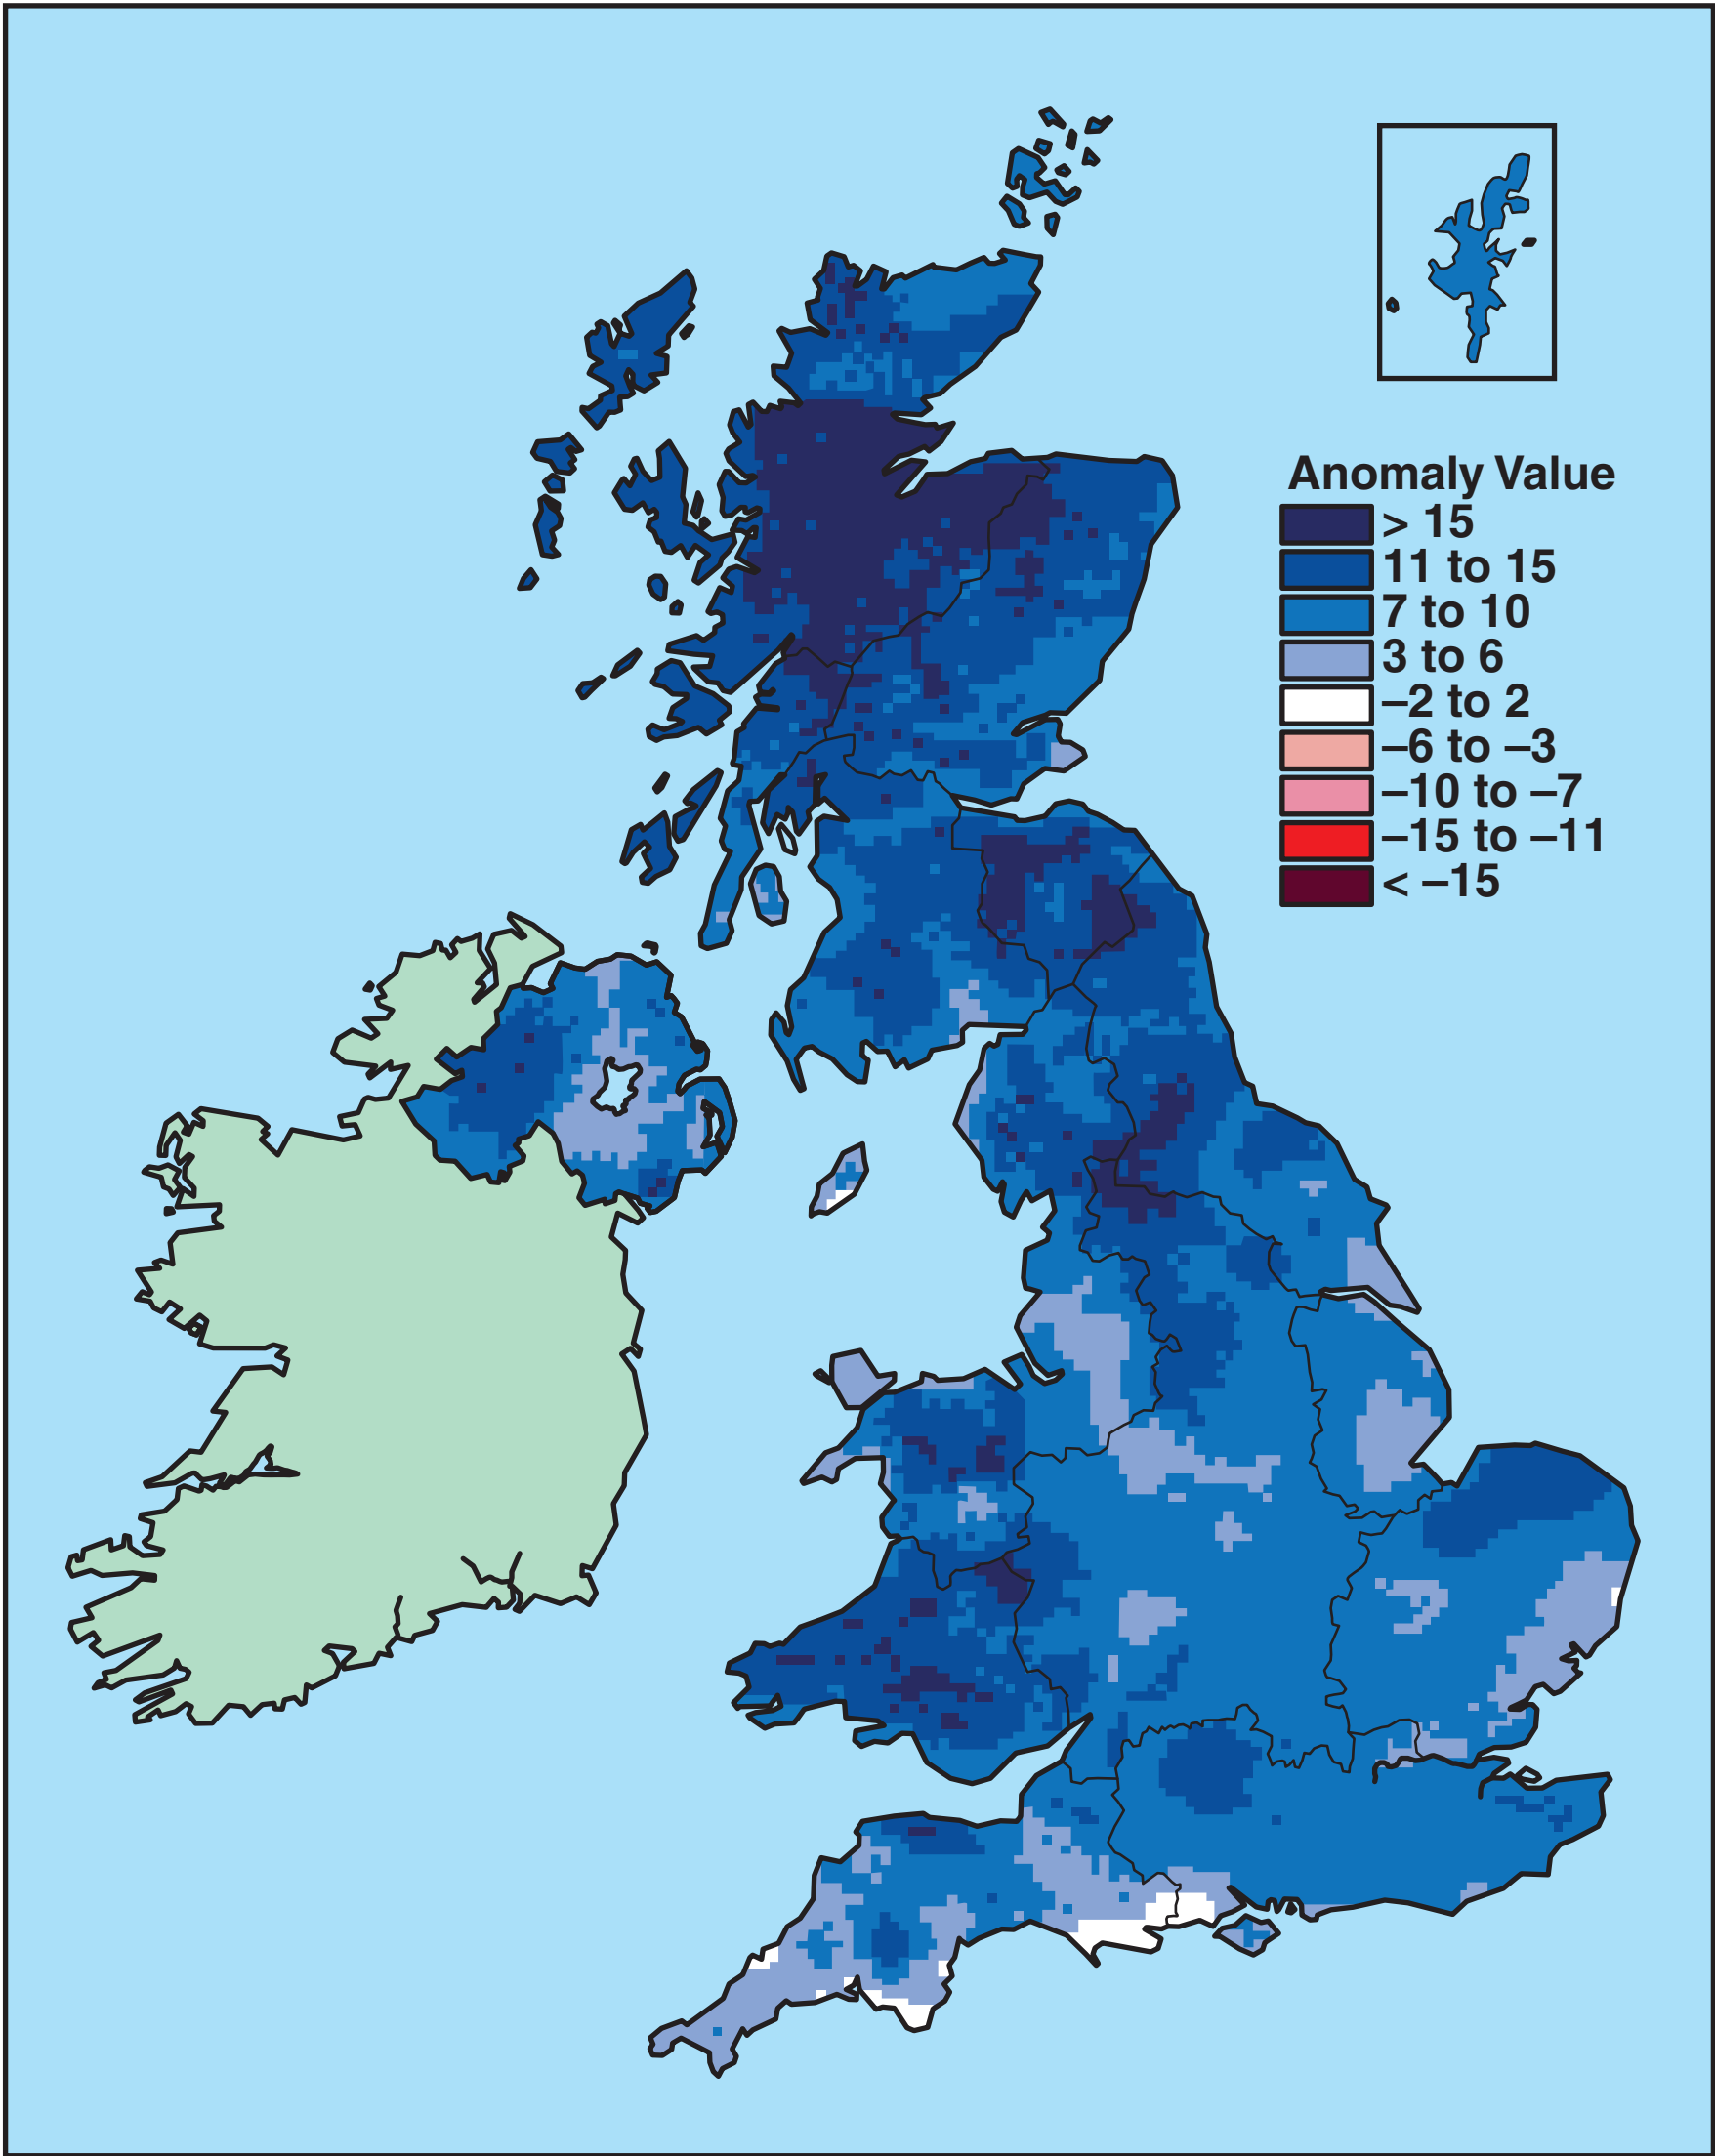 Anomaly Value
> 15
11 to 15
7 to 10
3 to 6
–2 to 2
–6 to –3
–10 to –7
–15 to –11
< –15